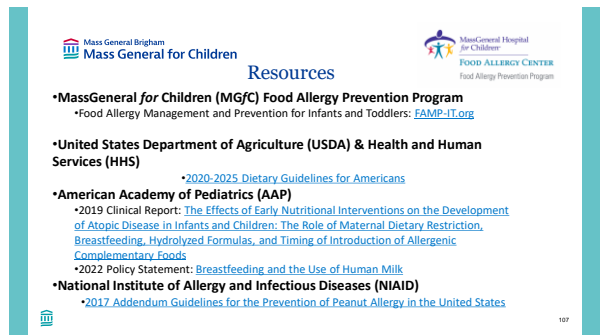 Mass General Brigham
Mass General for Children
MassGeneral Hospital
for Children
FOOD ALLERGY CENTER
Food Allergy Prevention Program
Resources
•MassGeneral for Children (MGfC) Food Allergy Prevention Program
•Food Allergy Management and Prevention for Infants and Toddlers: FAMP-IT.org
•United States Department of Agriculture (USDA) & Health and Human
Services (HHS)
•2020-2025 Dietary Guidelines for Americans
•American Academy of Pediatrics (AAP)
•2019 Clinical Report: The Effects of Early Nutritional Interventions on the Development
of Atopic Disease in Infants and Children: The Role of Maternal Dietary Restriction,
Breastfeeding, Hydrolyzed Formulas, and Timing of Introduction of Allergenic
Complementary Foods
•2022 Policy Statement: Breastfeeding and the Use of Human Milk
•National Institute of Allergy and Infectious Diseases (NIAID)
•2017 Addendum Guidelines for the Prevention of Peanut Allergy in the United States
107